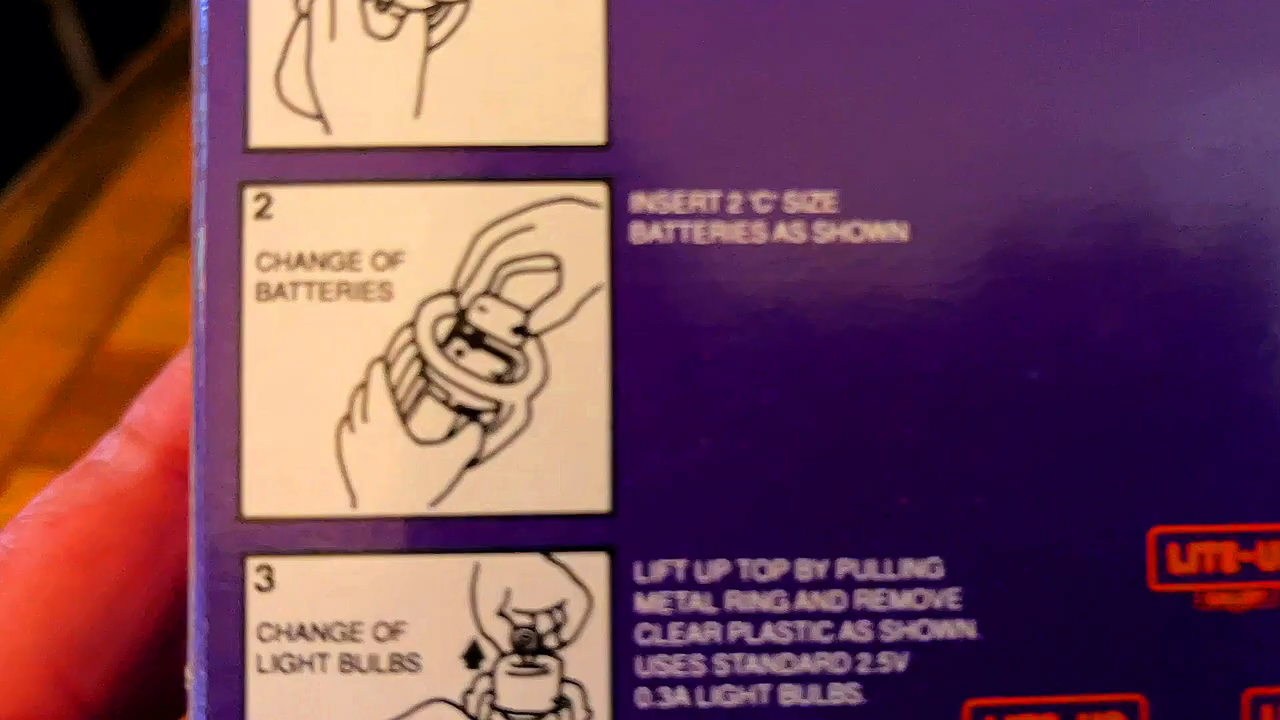 2
CHANGE OF
BATTERIES
INSERT 2 'C' SIZE
BATTERIES AS SHOWN
3
CHANGE OF
LIGHT BULBS
LIFT UP TOP BY PULLING
METAL RING AND REMOVE
CLEAR PLASTIC AS SHOWN.
USES STANDARD 2.5V
0.3A LIGHT BULBS.
LITE-U